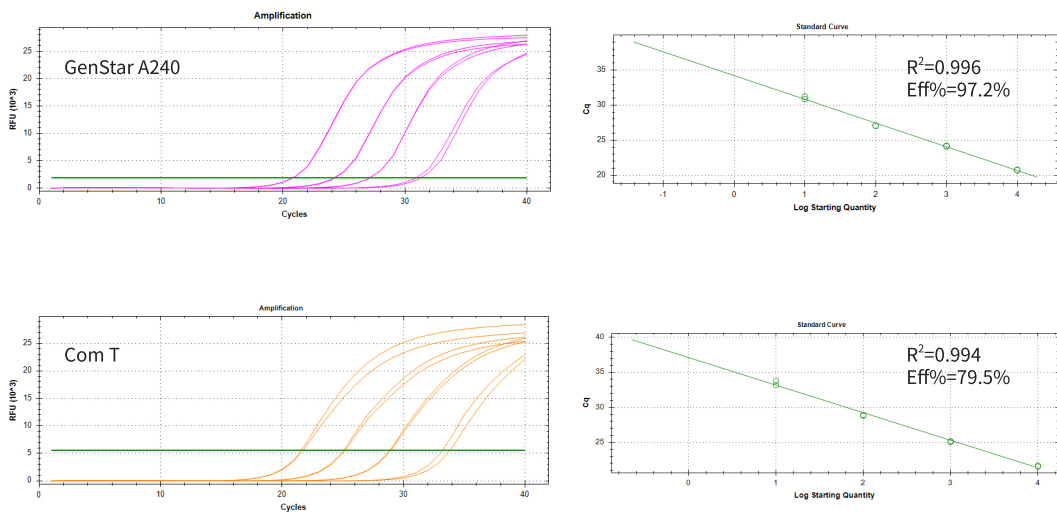 Amplification
GenStar A240
RFU (10^3)
25
20
15
10
5
0
0
10
20
30
40
Cycles
Standard Curve
R²=0.996
Eff%=97.2%
Cq
35
30
25
20
-1
0
1
2
3
4
Log Starting Quantity
Amplification
Com T
RFU (10^3)
25
20
15
10
5
0
0
20
30
40
Cycles
Standard Curve
R²=0.994
Eff%=79.5%
Cq
40
35
30
25
0
1
2
3
4
Log Starting Quantity